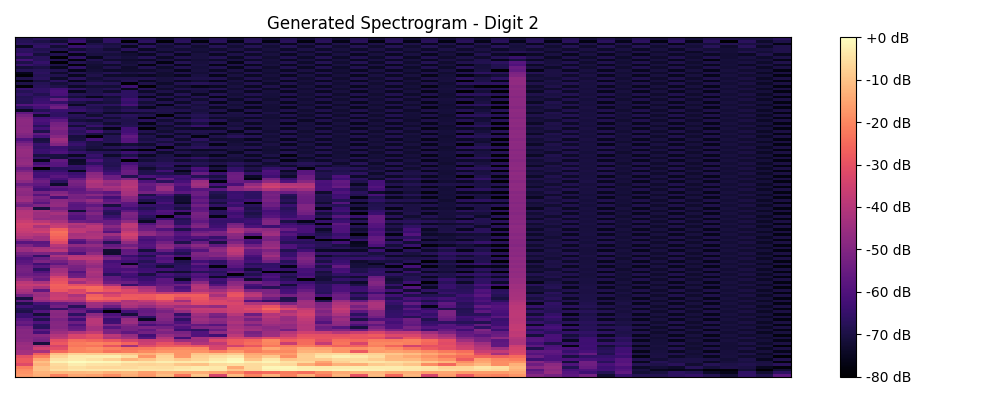 Generated Spectrogram - Digit 2
+0 dB
-10 dB
-20 dB
-30 dB
-40 dB
-50 dB
-60 dB
-70 dB
-80 dB